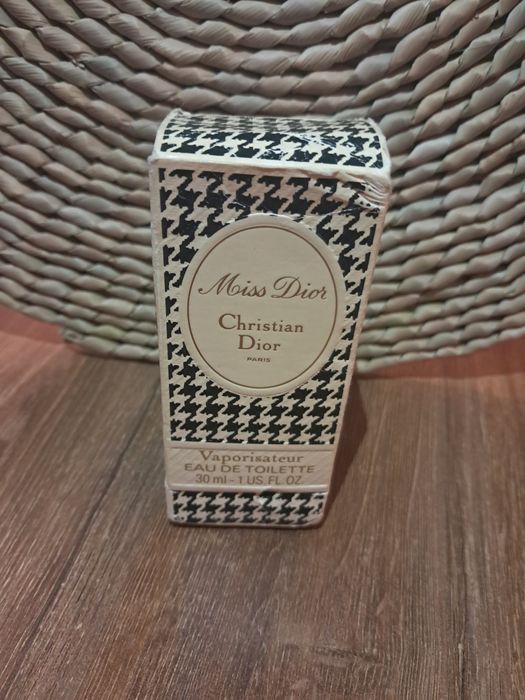 Miss Dior
Christian
Dior
PARIS
Vaporisateur
EAU DE TOILETTE
30 ml - 1 US. FL. OZ.